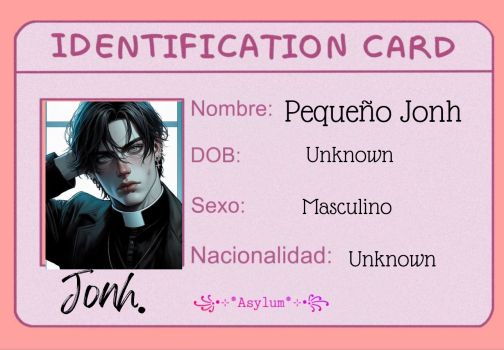 IDENTIFICATION CARD
Nombre: Pequeño Jonh
DOB: Unknown
Sexo: Masculino
Nacionalidad: Unknown
Jonh.
꧁•⊹٭Asylum٭⊹•꧂